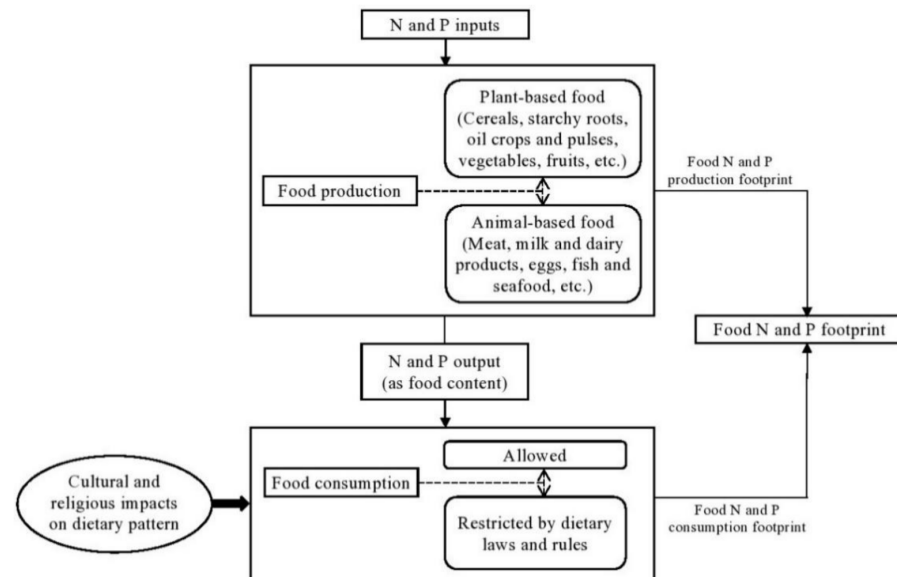 N and P inputs
Plant-based food
(Cereals, starchy roots,
oil crops and pulses,
vegetables, fruits, etc.)
Food production
Animal-based food
(Meat, milk and dairy
products, eggs, fish and
seafood, etc.)
Food N and P
production footprint
Food N and P footprint
N and P output
(as food content)
Cultural and
religious impacts
on dietary pattern
Allowed
Food consumption
Restricted by dietary
laws and rules
Food N and P
consumption footprint